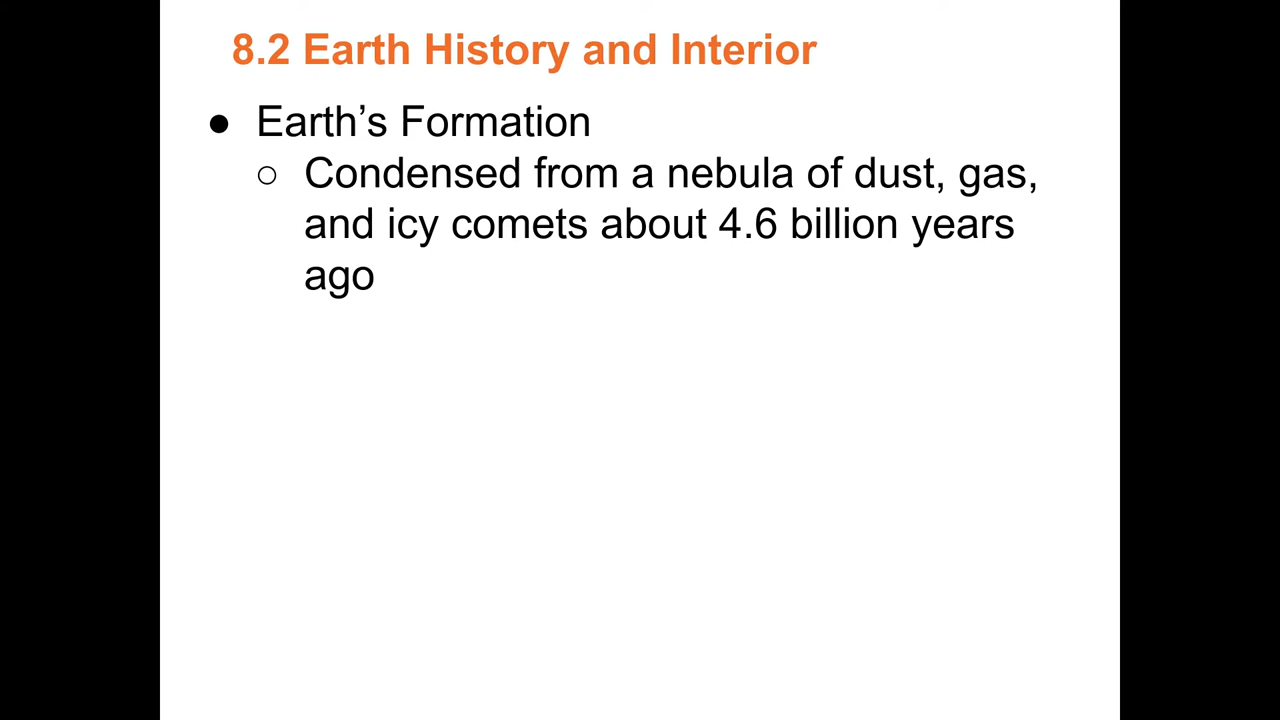 8.2 Earth History and Interior
● Earth’s Formation
○ Condensed from a nebula of dust, gas,
and icy comets about 4.6 billion years
ago